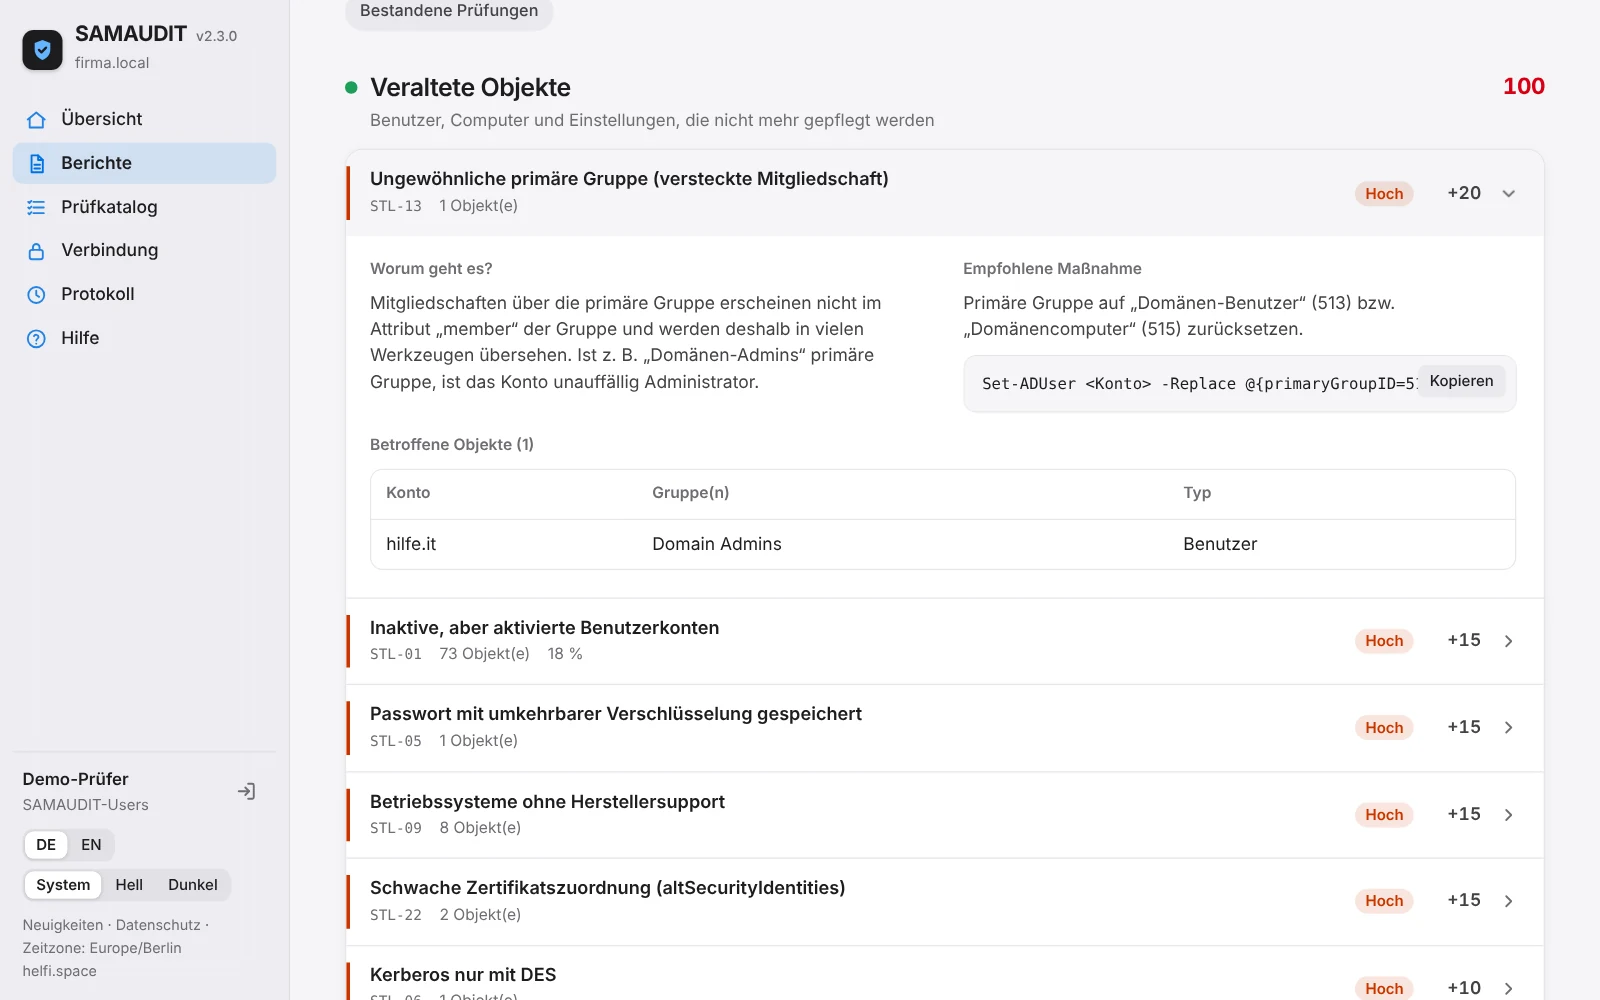 SAMAUDIT v2.3.0
firma.local
Übersicht
Berichte
Prüfkatalog
Verbindung
Protokoll
Hilfe
Demo-Prüfer
SAMAUDIT-Users
DE EN
System Hell Dunkel
Neuigkeiten · Datenschutz ·
Zeitzone: Europe/Berlin
helfi.space
Bestandene Prüfungen
Veraltete Objekte
100
Benutzer, Computer und Einstellungen, die nicht mehr gepflegt werden
Ungewöhnliche primäre Gruppe (versteckte Mitgliedschaft)
STL-13 1 Objekt(e)
Hoch +20
Worum geht es?
Mitgliedschaften über die primäre Gruppe erscheinen nicht im
Attribut „member“ der Gruppe und werden deshalb in vielen
Werkzeugen übersehen. Ist z. B. „Domänen-Admins“ primäre
Gruppe, ist das Konto unauffällig Administrator.
Empfohlene Maßnahme
Primäre Gruppe auf „Domänen-Benutzer“ (513) bzw.
„Domänencomputer“ (515) zurücksetzen.
Set-ADUser <Konto> -Replace @{primaryGroupID=51
Kopieren
Betroffene Objekte (1)
Konto Gruppe(n) Typ
hilfe.it Domain Admins Benutzer
Inaktive, aber aktivierte Benutzerkonten
STL-01 73 Objekt(e) 18 %
Hoch +15
Passwort mit umkehrbarer Verschlüsselung gespeichert
STL-05 1 Objekt(e)
Hoch +15
Betriebssysteme ohne Herstellersupport
STL-09 8 Objekt(e)
Hoch +15
Schwache Zertifikatszuordnung (altSecurityIdentities)
STL-22 2 Objekt(e)
Hoch +15
Kerberos nur mit DES
STL-06 1 Objekt(e)
Hoch +10